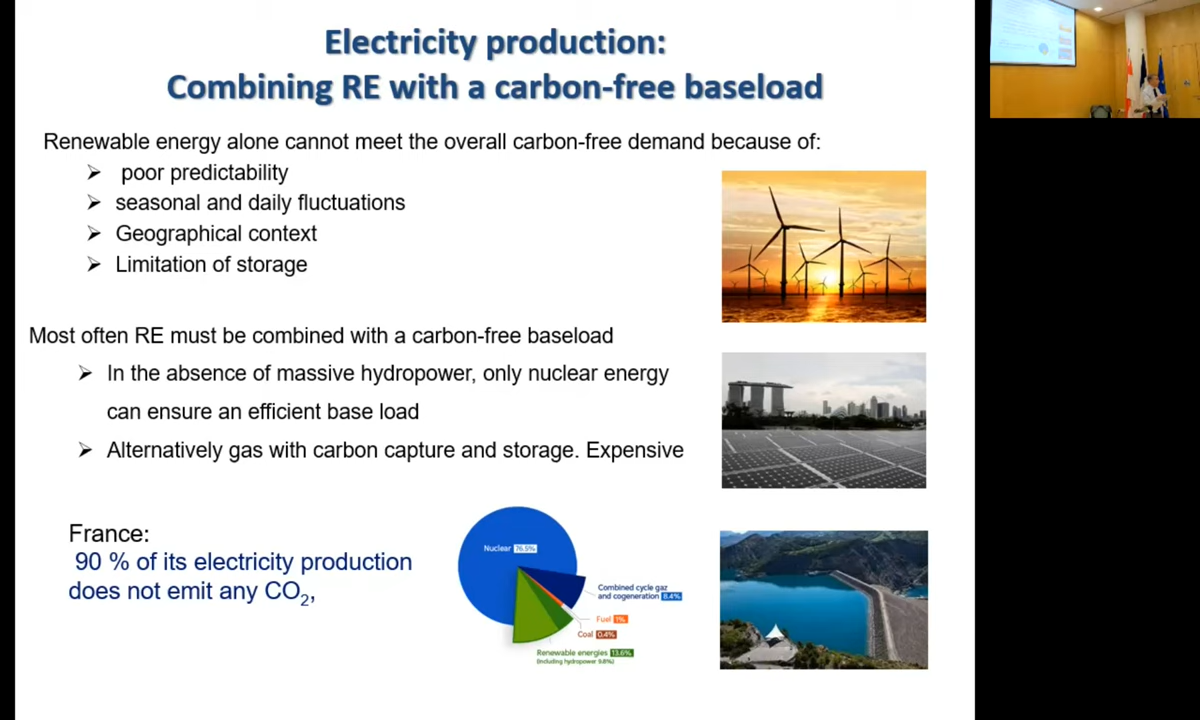 Electricity production:
Combining RE with a carbon-free baseload
Renewable energy alone cannot meet the overall carbon-free demand because of:
➢ poor predictability
➢ seasonal and daily fluctuations
➢ Geographical context
➢ Limitation of storage
Most often RE must be combined with a carbon-free baseload
➢ In the absence of massive hydropower, only nuclear energy
can ensure an efficient base load
➢ Alternatively gas with carbon capture and storage. Expensive
France:
90 % of its electricity production
does not emit any CO₂,
Nuclear 76.5%
Combined cycle gaz
and cogeneration 8.4%
Fuel 1%
Coal 0.4%
Renewable energies 13.6%
(Including hydropower 9.8%)